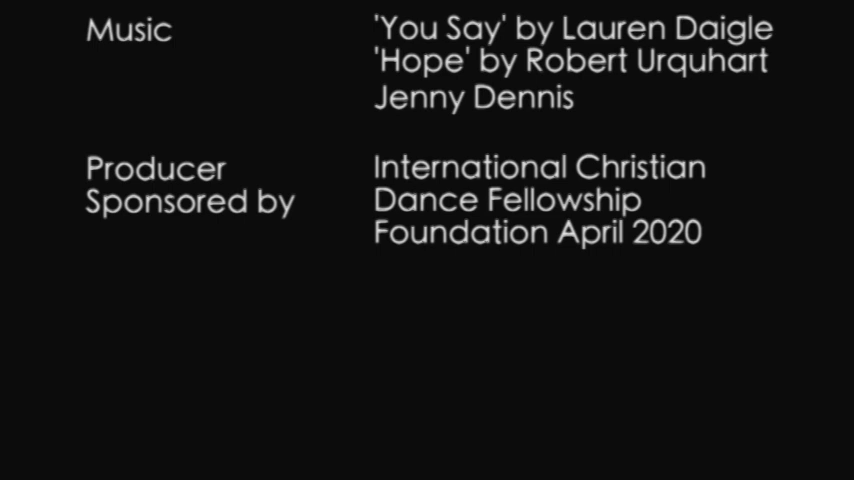 Music 'You Say' by Lauren Daigle
'Hope' by Robert Urquhart
Jenny Dennis
Producer International Christian
Sponsored by Dance Fellowship
Foundation April 2020